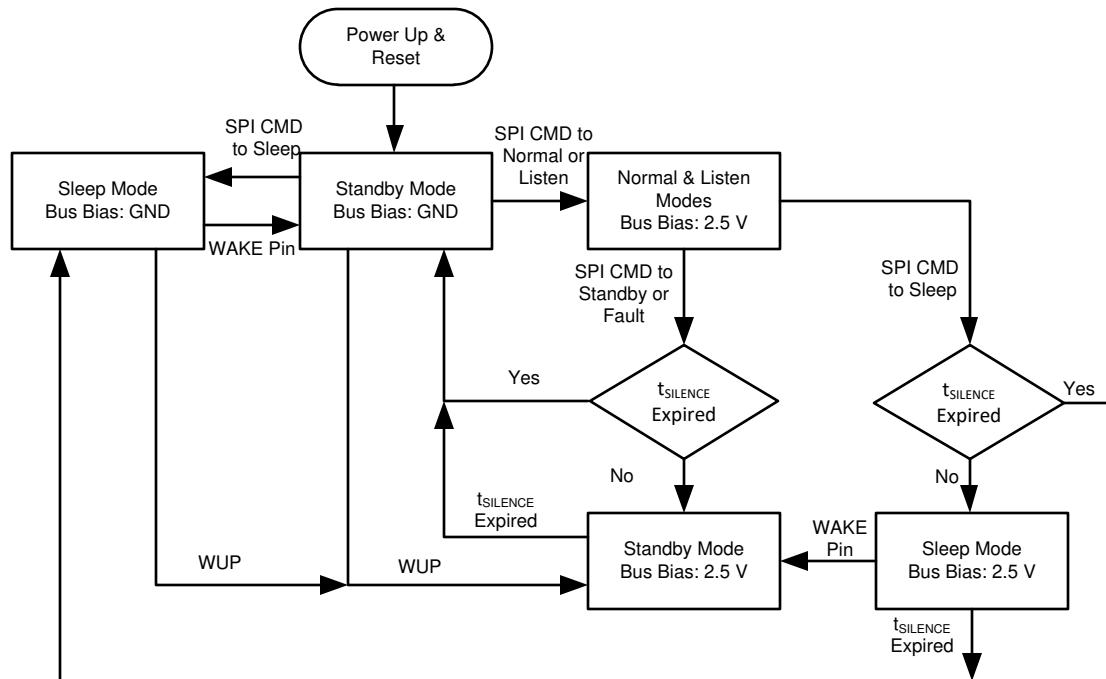 Power Up &
Reset
SPI CMD
to Sleep
SPI CMD to
Normal or
Listen
Sleep Mode
Bus Bias: GND
Standby Mode
Bus Bias: GND
Normal & Listen
Modes
Bus Bias: 2.5 V
WAKE Pin
SPI CMD to
Standby or
Fault
SPI CMD
to Sleep
Yes
tSILENCE
Expired
tSILENCE
Expired
Yes
No
No
tSILENCE
Expired
WAKE
Pin
Standby Mode
Bus Bias: 2.5 V
Sleep Mode
Bus Bias: 2.5 V
WUP
WUP
tSILENCE
Expired